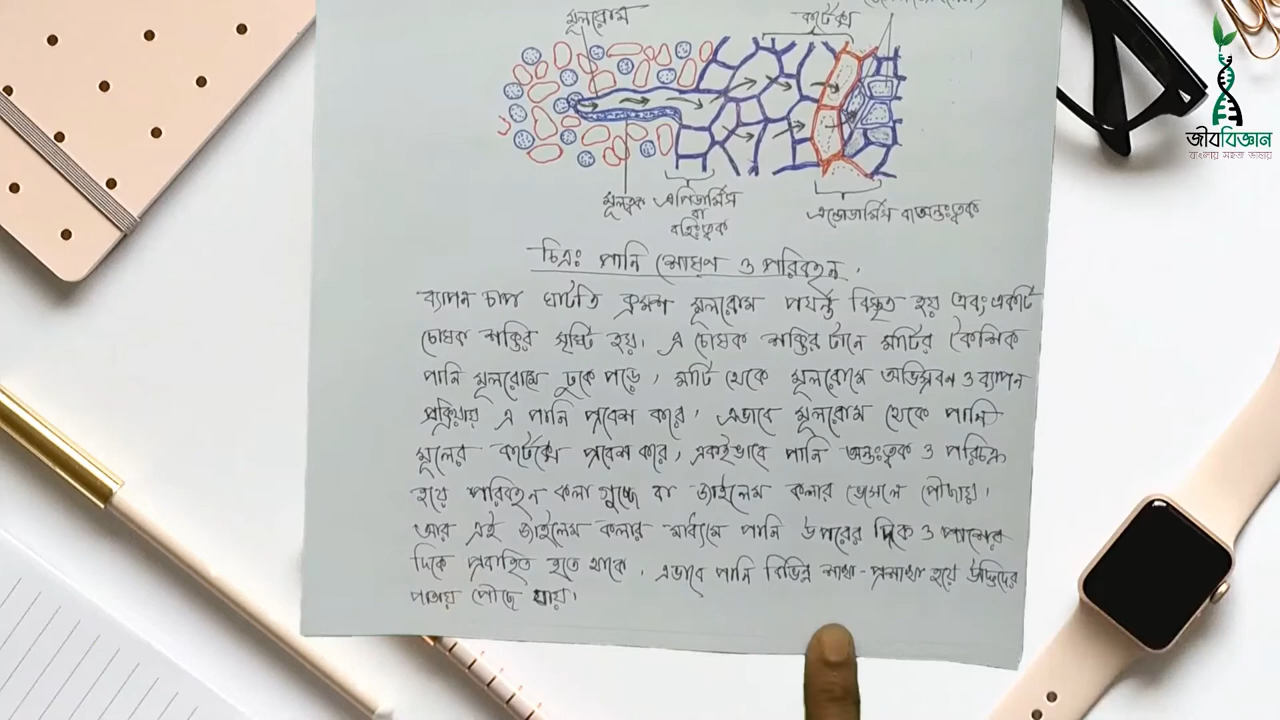 মূলরোম
কর্টেক্স
মূলত্বক
এপিডার্মিস
বা
বহিঃত্বক
এন্ডোডার্মিস বা অন্তঃত্বক
চিত্রঃ পানি শোষণ ও পরিবহন।
ব্যাপন চাপ ঘাটতি ক্রমশ মূলরোম পর্যন্ত বিস্তৃত হয় এবং একটি
চোষক শক্তির সৃষ্টি হয়। এ চোষক শক্তির টানে মাটির কৈশিক
পানি মূলরোমে ঢুকে পড়ে। মাটি থেকে মূলরোমে অভিস্রবন ও ব্যাপন
প্রক্রিয়ায় এ পানি প্রবেশ করে। এভাবে মূলরোম থেকে পানি
মূলের কর্টেক্সে প্রবেশ করে, একইভাবে পানি অন্তঃত্বক ও পরিচক্র
হয়ে পরিবহন কলা গুচ্ছে বা জাইলেম কলার ভেসলে পৌছায়।
আর এই জাইলেম কলার মাধ্যমে পানি উপরের দিকে ও পাশের
দিকে প্রবাহিত হতে থাকে। এভাবে পানি বিভিন্ন শাখা-প্রশাখা হয়ে উদ্ভিদের
পাতায় পৌছে যায়।
জীববিজ্ঞান
বাংলায় সহজ ভাষায়